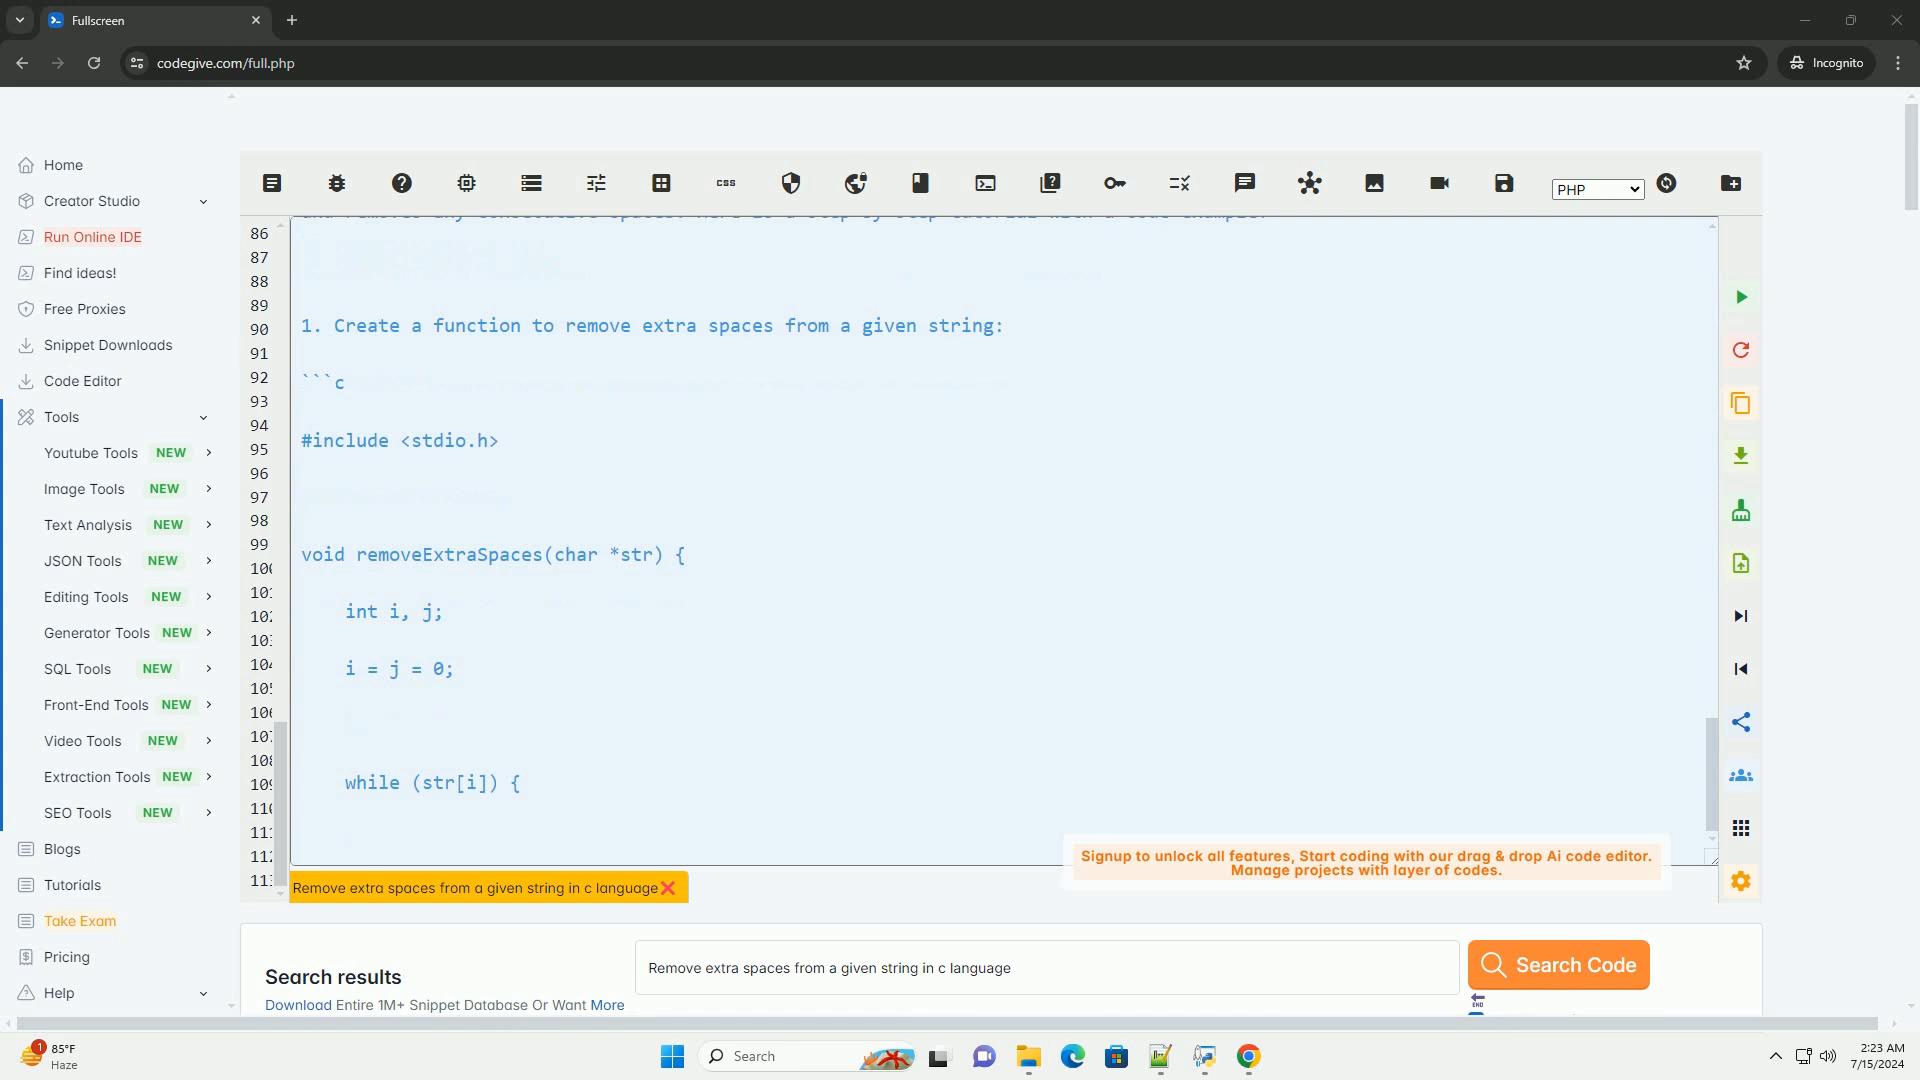 Fullscreen
codegive.com/full.php
Incognito
Home
Creator Studio
Run Online IDE
Find ideas!
Free Proxies
Snippet Downloads
Code Editor
Tools
Youtube Tools NEW
Image Tools NEW
Text Analysis NEW
JSON Tools NEW
Editing Tools NEW
Generator Tools NEW
SQL Tools NEW
Front-End Tools NEW
Video Tools NEW
Extraction Tools NEW
SEO Tools NEW
Blogs
Tutorials
Take Exam
Pricing
Help
css
PHP
86
87
88
89
90
91
92
93
94
95
96
97
98
99
1. Create a function to remove extra spaces from a given string:
```c
#include <stdio.h>
void removeExtraSpaces(char *str) {
int i, j;
i = j = 0;
while (str[i]) {
Signup to unlock all features, Start coding with our drag & drop Ai code editor.
Manage projects with layer of codes.
Remove extra spaces from a given string in c language
Search results
Download Entire 1M+ Snippet Database Or Want More
Remove extra spaces from a given string in c language
Search Code
END
1
85°F
Haze
Search
2:23 AM
7/15/2024